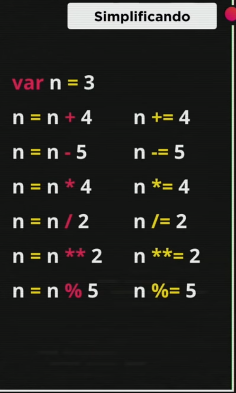 Simplificando
var n = 3
n = n + 4 n += 4
n = n - 5 n -= 5
n = n * 4 n *= 4
n = n / 2 n /= 2
n = n ** 2 n **= 2
n = n % 5 n %= 5